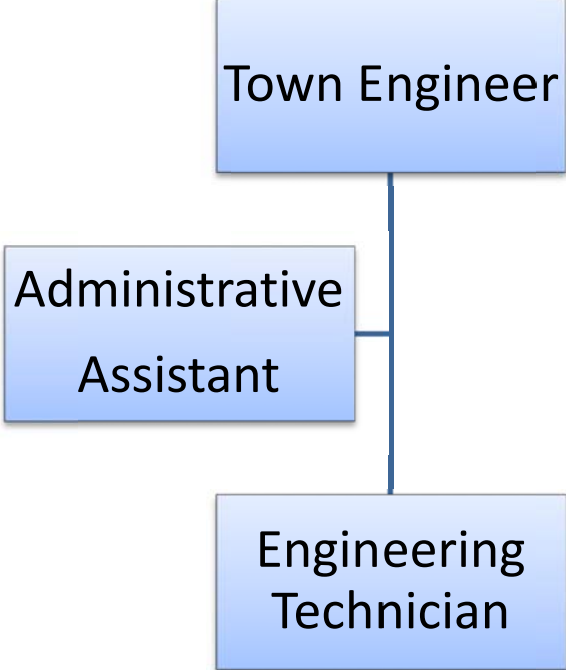 Town Engineer
Administrative
Assistant
Engineering
Technician